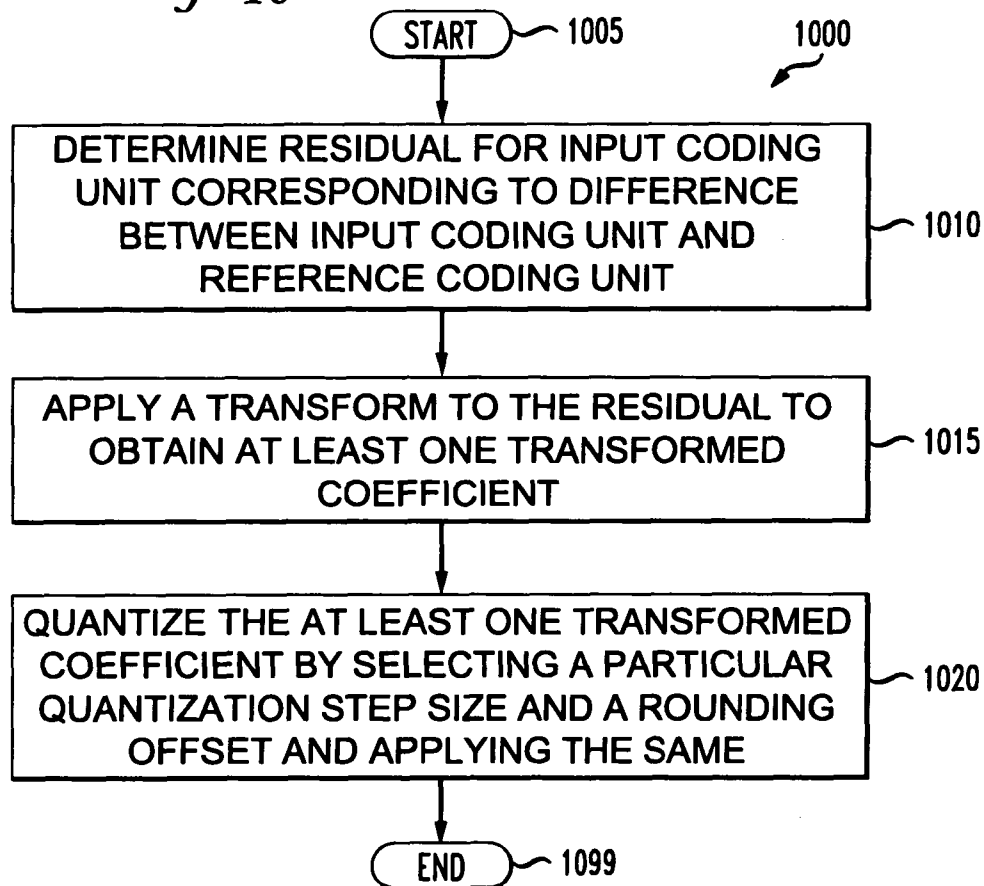 START 1005
1000
DETERMINE RESIDUAL FOR INPUT CODING
UNIT CORRESPONDING TO DIFFERENCE
BETWEEN INPUT CODING UNIT AND
REFERENCE CODING UNIT
1010
APPLY A TRANSFORM TO THE RESIDUAL TO
OBTAIN AT LEAST ONE TRANSFORMED
COEFFICIENT
1015
QUANTIZE THE AT LEAST ONE TRANSFORMED
COEFFICIENT BY SELECTING A PARTICULAR
QUANTIZATION STEP SIZE AND A ROUNDING
OFFSET AND APPLYING THE SAME
1020
END 1099